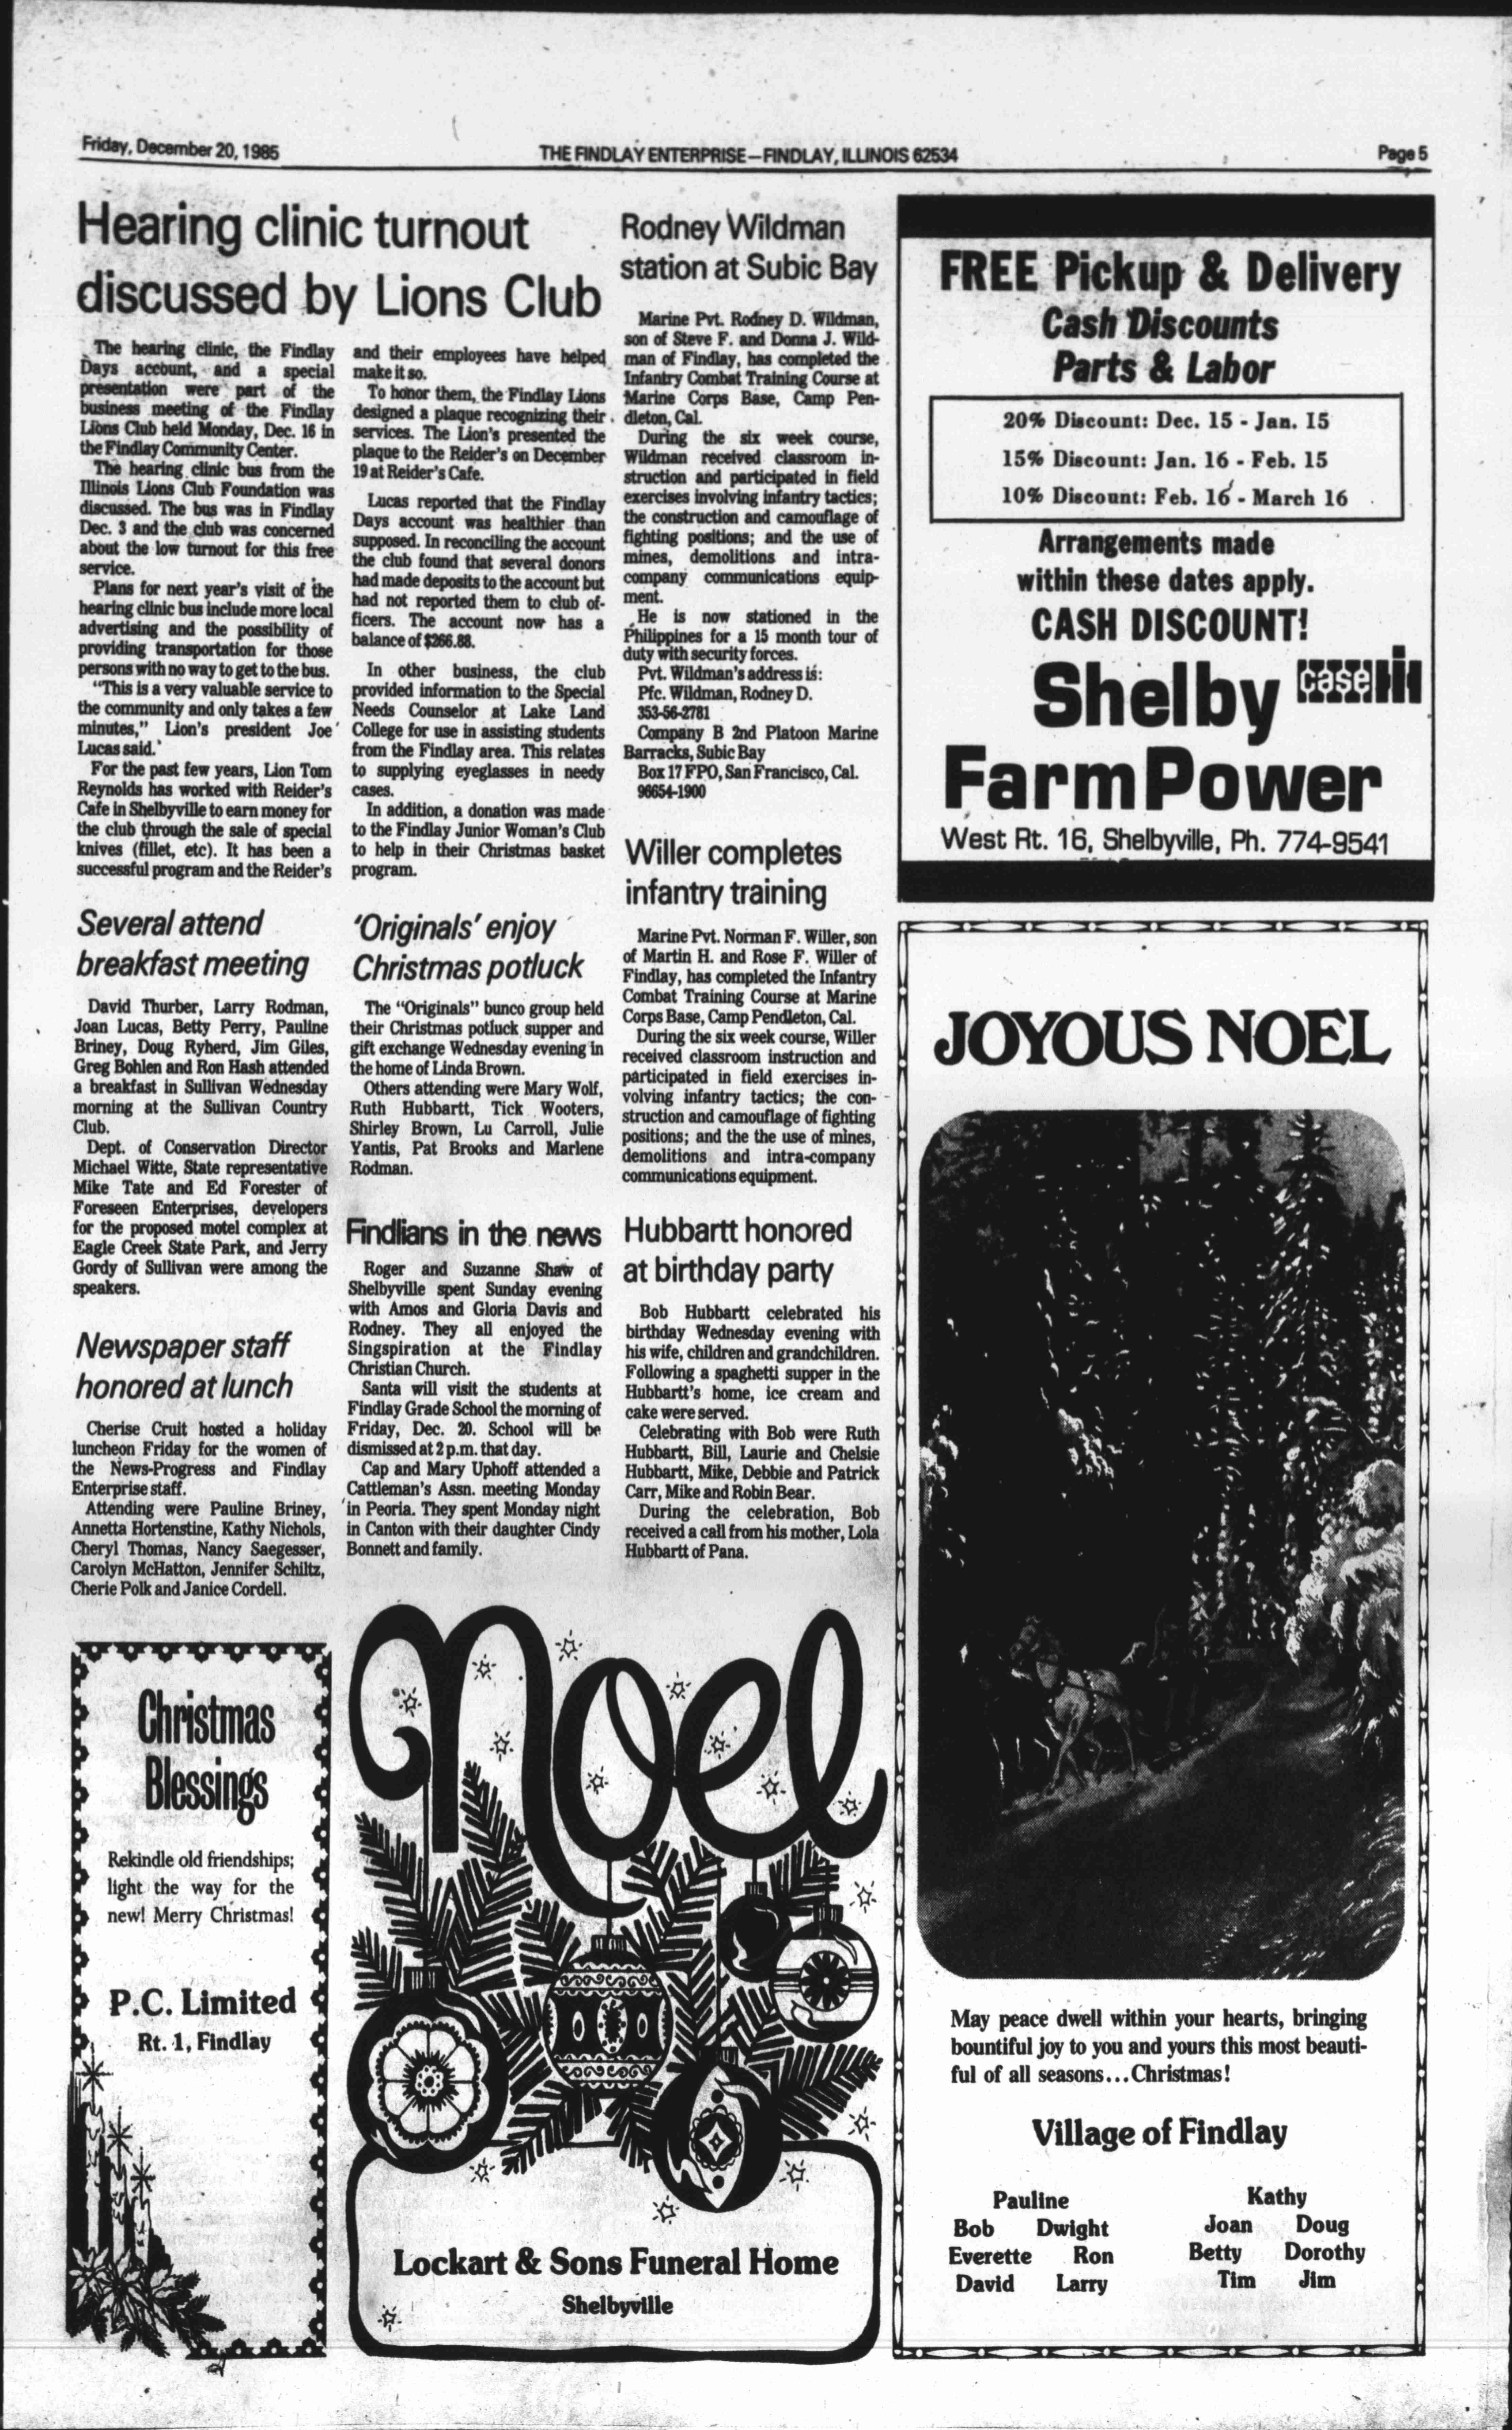 Friday, December 20, 1985
THE FINDLAY ENTERPRISE—FINDLAY, ILLINOIS 62534
Page 5
Hearing clinic turnout
discussed by Lions Club
The hearing clinic, the Findlay
Days account, and a special
presentation were part of the
business meeting of the Findlay
Lions Club held Monday, Dec. 16 in
the Findlay Community Center.
The hearing clinic bus from the
Illinois Lions Club Foundation was
discussed. The bus was in Findlay
Dec. 3 and the club was concerned
about the low turnout for this free
service.
Plans for next year's visit of the
hearing clinic bus include more local
advertising and the possibility of
providing transportation for those
persons with no way to get to the bus.
"This is a very valuable service to
the community and only takes a few
minutes," Lion's president Joe
Lucas said.
For the past few years, Lion Tom
Reynolds has worked with Reider's
Cafe in Shelbyville to earn money for
the club through the sale of special
knives (fillet, etc). It has been a
successful program and the Reider's
and their employees have helped
make it so.
To honor them, the Findlay Lions
designed a plaque recognizing their
services. The Lion's presented the
plaque to the Reider's on December
19 at Reider's Cafe.
Lucas reported that the Findlay
Days account was healthier than
supposed. In reconciling the account
the club found that several donors
had made deposits to the account but
had not reported them to club of-
ficers. The account now has a
balance of $266.88.
In other business, the club
provided information to the Special
Needs Counselor at Lake Land
College for use in assisting students
from the Findlay area. This relates
to supplying eyeglasses in needy
cases.
In addition, a donation was made
to the Findlay Junior Woman's Club
to help in their Christmas basket
program.
Rodney Wildman
station at Subic Bay
Marine Pvt. Rodney D. Wildman,
son of Steve F. and Donna J. Wild-
man of Findlay, has completed the
Infantry Combat Training Course at
Marine Corps Base, Camp Pen-
dleton, Cal.
During the six week course,
Wildman received classroom in-
struction and participated in field
exercises involving infantry tactics;
the construction and camouflage of
fighting positions; and the use of
mines, demolitions and intra-
company communications equip-
ment.
He is now stationed in the
Philippines for a 15 month tour of
duty with security forces.
Pvt. Wildman's address is:
Pfc. Wildman, Rodney D.
353-56-2781
Company B 2nd Platoon Marine
Barracks, Subic Bay
Box 17 FPO, San Francisco, Cal.
96654-1900
Willer completes
infantry training
Marine Pvt. Norman F. Willer, son
of Martin H. and Rose F. Willer of
Findlay, has completed the Infantry
Combat Training Course at Marine
Corps Base, Camp Pendleton, Cal.
During the six week course, Willer
received classroom instruction and
participated in field exercises in-
volving infantry tactics; the con-
struction and camouflage of fighting
positions; and the the use of mines,
demolitions and intra-company
communications equipment.
Several attend
breakfast meeting
David Thurber, Larry Rodman,
Joan Lucas, Betty Perry, Pauline
Briney, Doug Ryherd, Jim Giles,
Greg Bohlen and Ron Hash attended
a breakfast in Sullivan Wednesday
morning at the Sullivan Country
Club.
Dept. of Conservation Director
Michael Witte, State representative
Mike Tate and Ed Forester of
Foreseen Enterprises, developers
for the proposed motel complex at
Eagle Creek State Park, and Jerry
Gordy of Sullivan were among the
speakers.
Newspaper staff
honored at lunch
Cherise Cruit hosted a holiday
luncheon Friday for the women of
the News-Progress and Findlay
Enterprise staff.
Attending were Pauline Briney,
Annetta Hortenstine, Kathy Nichols,
Cheryl Thomas, Nancy Saegesser,
Carolyn McHatton, Jennifer Schiltz,
Cherie Polk and Janice Cordell.
'Originals' enjoy
Christmas potluck
The "Originals" bunco group held
their Christmas potluck supper and
gift exchange Wednesday evening in
the home of Linda Brown.
Others attending were Mary Wolf,
Ruth Hubbartt, Tick Wooters,
Shirley Brown, Lu Carroll, Julie
Yantis, Pat Brooks and Marlene
Rodman.
Findlians in the news
Roger and Suzanne Shaw of
Shelbyville spent Sunday evening
with Amos and Gloria Davis and
Rodney. They all enjoyed the
Singspiration at the Findlay
Christian Church.
Santa will visit the students at
Findlay Grade School the morning of
Friday, Dec. 20. School will be
dismissed at 2 p.m. that day.
Cap and Mary Uphoff attended a
Cattleman's Assn. meeting Monday
in Peoria. They spent Monday night
in Canton with their daughter Cindy
Bonnett and family.
Hubbartt honored
at birthday party
Bob Hubbartt celebrated his
birthday Wednesday evening with
his wife, children and grandchildren.
Following a spaghetti supper in the
Hubbartt's home, ice cream and
cake were served.
Celebrating with Bob were Ruth
Hubbartt, Bill, Laurie and Chelsie
Hubbartt, Mike, Debbie and Patrick
Carr, Mike and Robin Bear.
During the celebration, Bob
received a call from his mother, Lola
Hubbartt of Pana.
FREE Pickup & Delivery
Cash Discounts
Parts & Labor
20% Discount: Dec. 15 - Jan. 15
15% Discount: Jan. 16 - Feb. 15
10% Discount: Feb. 16 - March 16
Arrangements made
within these dates apply.
CASH DISCOUNT!
Shelby
case IH
FarmPower
West Rt. 16, Shelbyville, Ph. 774-9541
JOYOUS NOEL
May peace dwell within your hearts, bringing
bountiful joy to you and yours this most beauti-
ful of all seasons...Christmas!
Village of Findlay
Pauline
Bob Dwight
Everette Ron
David Larry
Kathy
Joan Doug
Betty Dorothy
Tim Jim
Christmas
Blessings
Rekindle old friendships;
light the way for the
new! Merry Christmas!
P.C. Limited
Rt. 1, Findlay
Noel
Lockart & Sons Funeral Home
Shelbyville